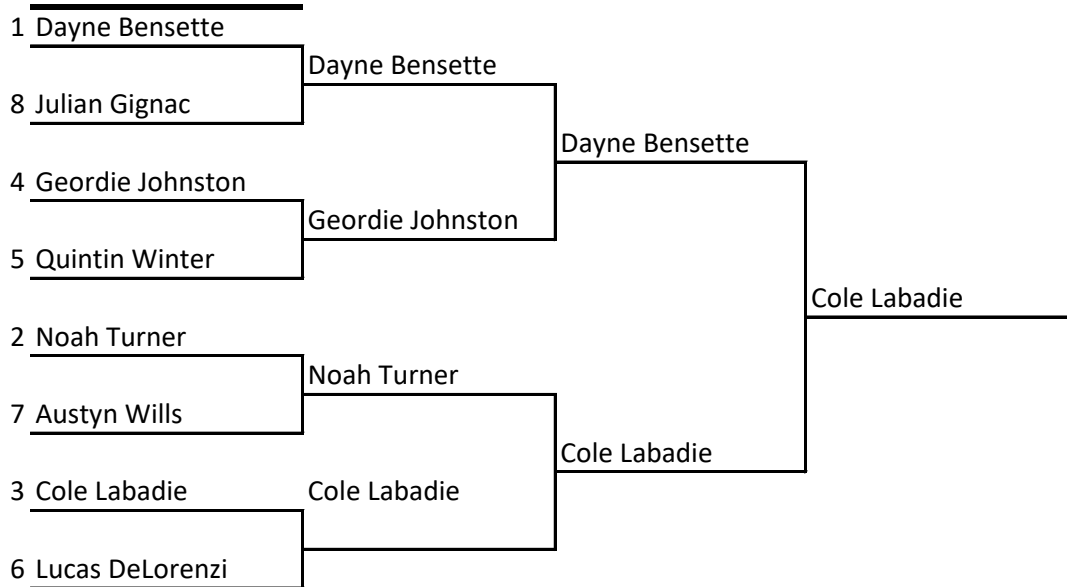 1 Dayne Bensette
Dayne Bensette
8 Julian Gignac
Dayne Bensette
4 Geordie Johnston
Geordie Johnston
5 Quintin Winter
Cole Labadie
2 Noah Turner
Noah Turner
7 Austyn Wills
Cole Labadie
3 Cole Labadie Cole Labadie
6 Lucas DeLorenzi